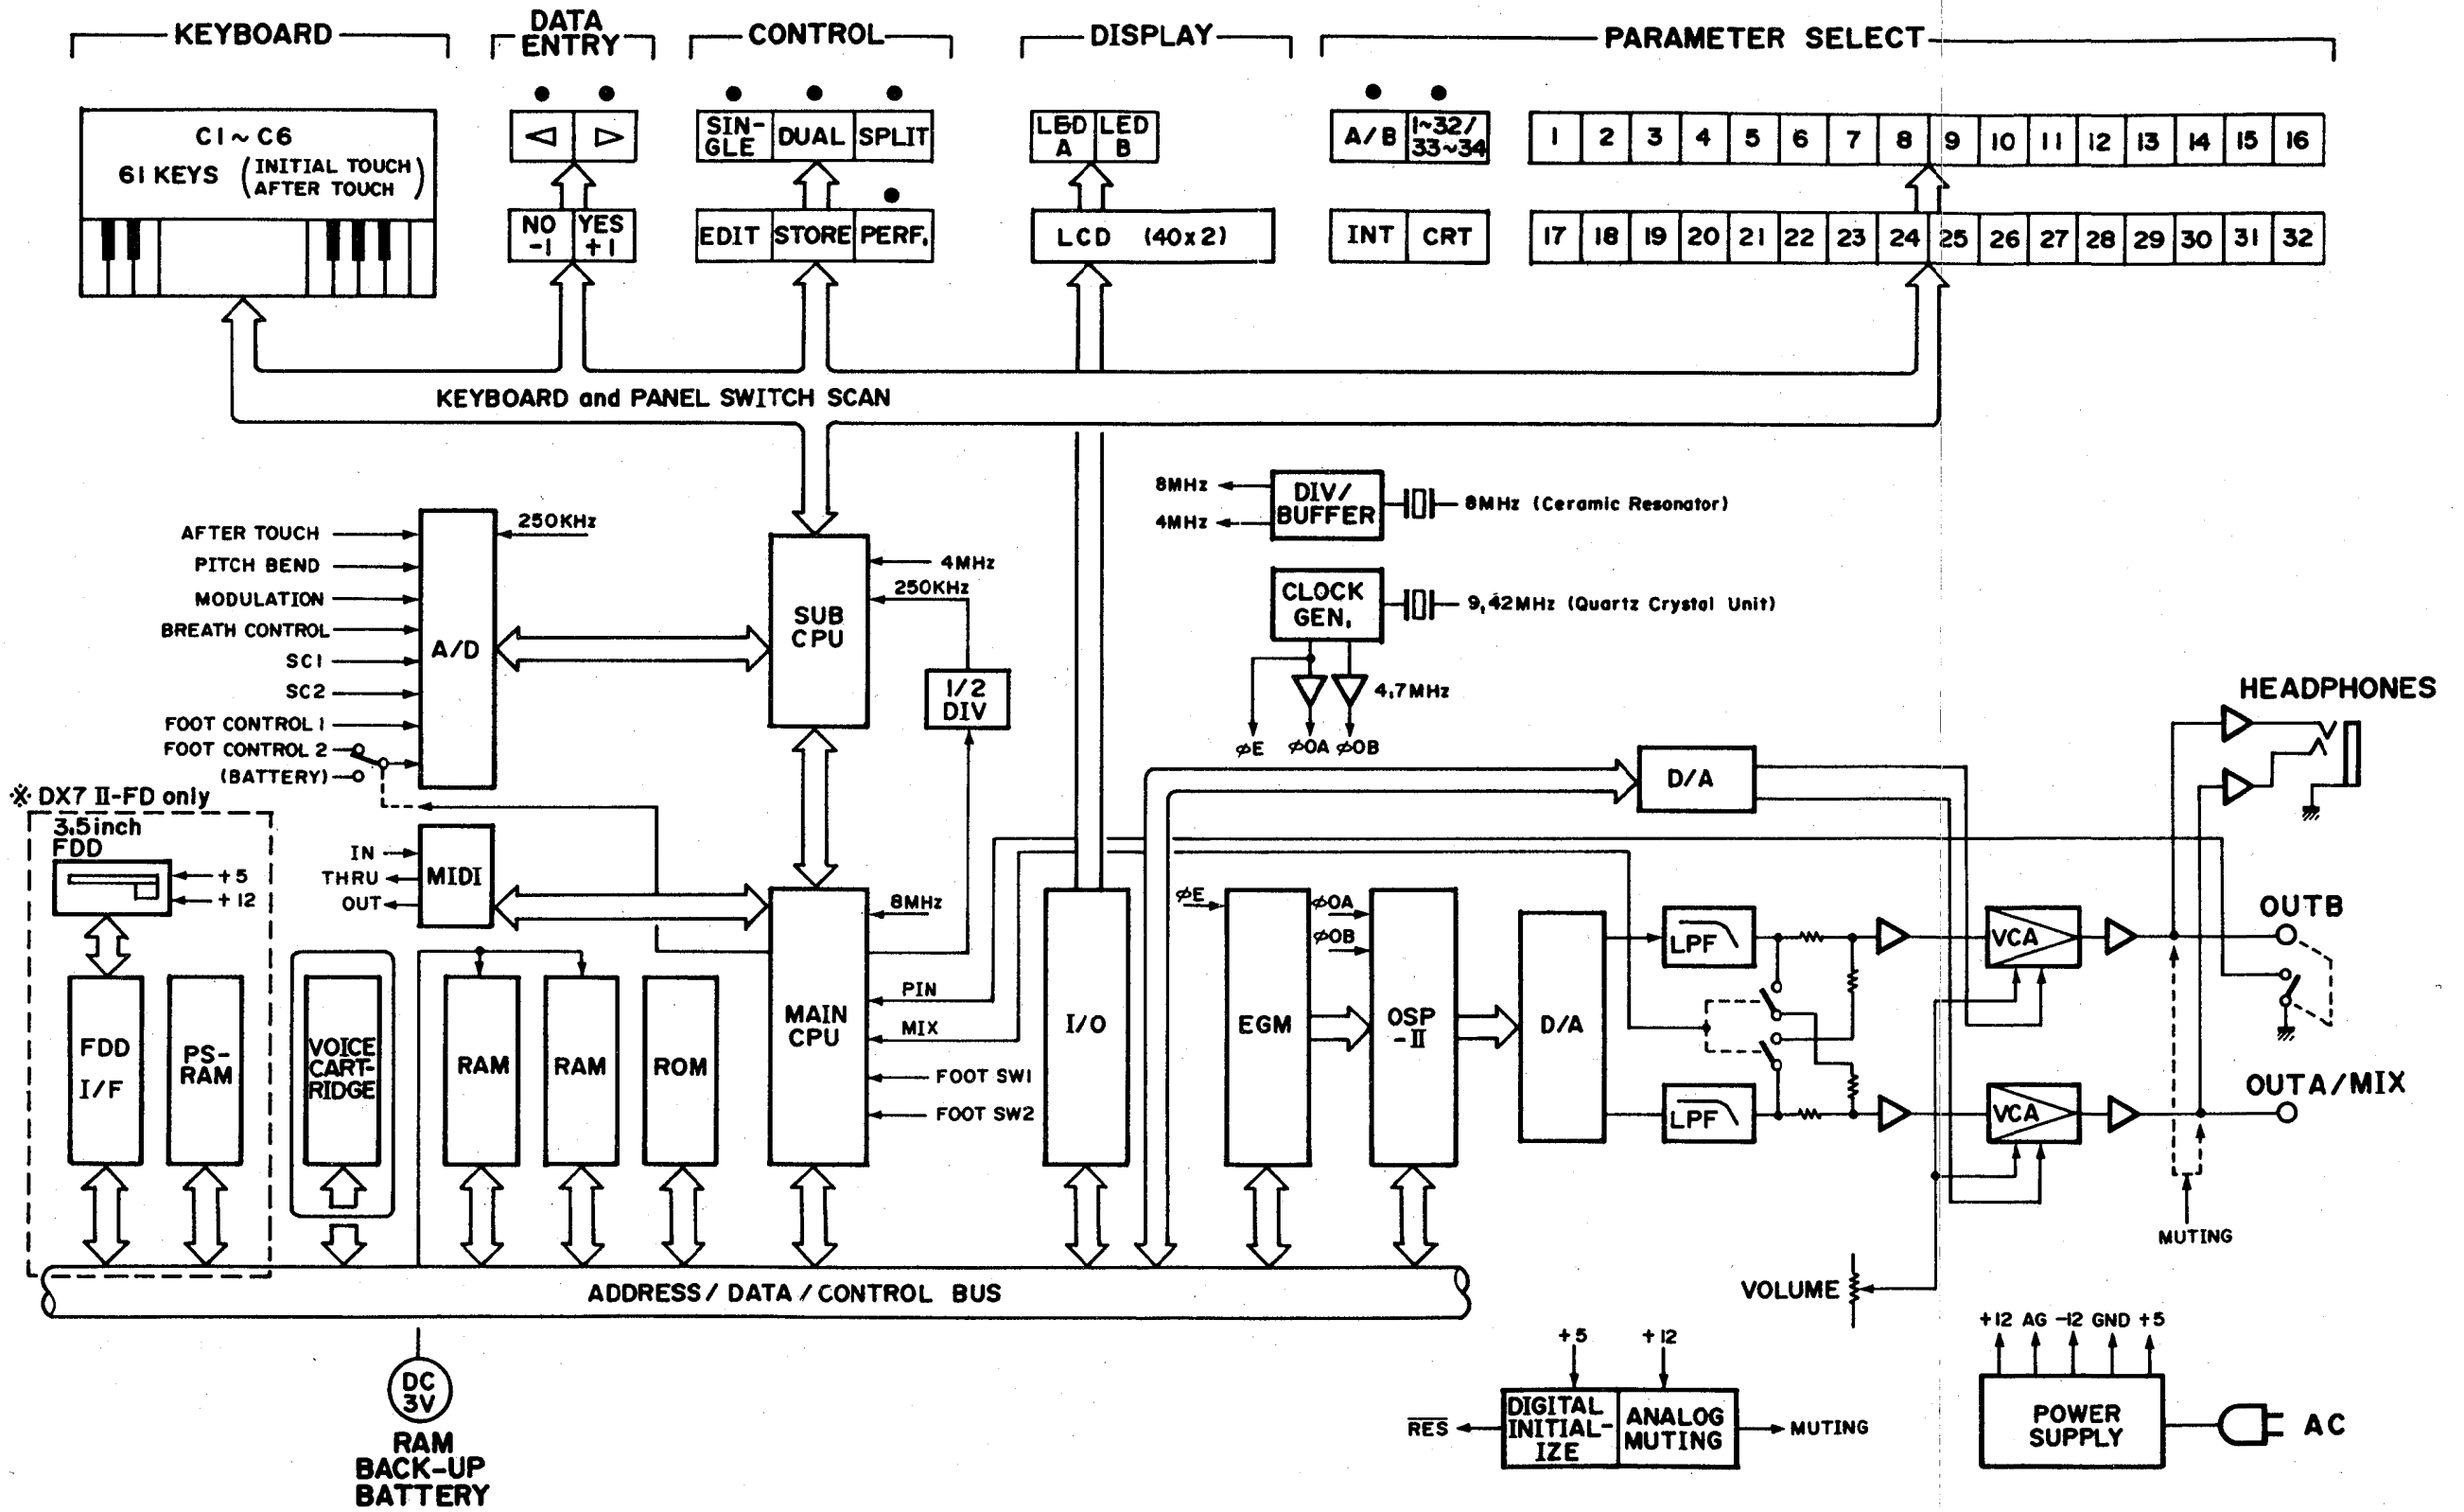 KEYBOARD
DATA
ENTRY
CONTROL
DISPLAY
PARAMETER SELECT
C1~C6
61 KEYS (INITIAL TOUCH
AFTER TOUCH)
◁ ▷
NO
-1
YES
+1
SIN-
GLE
DUAL
SPLIT
EDIT
STORE
PERF.
LED
A
LED
B
LCD (40x2)
A/B
1~32/
33~34
INT
CRT
1 2 3 4 5 6 7 8 9 10 11 12 13 14 15 16
17 18 19 20 21 22 23 24 25 26 27 28 29 30 31 32
KEYBOARD and PANEL SWITCH SCAN
8MHz
4MHz
DIV/
BUFFER
8MHz (Ceramic Resonator)
CLOCK
GEN.
9.42MHz (Quartz Crystal Unit)
4.7MHz
øE øOA øOB
AFTER TOUCH
PITCH BEND
MODULATION
BREATH CONTROL
SC1
SC2
FOOT CONTROL 1
FOOT CONTROL 2
(BATTERY)
A/D
250KHz
SUB
CPU
4MHz
250KHz
1/2
DIV
HEADPHONES
D/A
※ DX7 II-FD only
3.5inch
FDD
+5
+12
IN
THRU
OUT
MIDI
8MHz
PIN
MIX
FOOT SW1
FOOT SW2
FDD
I/F
PS-
RAM
VOICE
CART-
RIDGE
RAM
RAM
ROM
MAIN
CPU
I/O
øE
EGM
øOA
øOB
OSP
-II
D/A
LPF
LPF
VCA
VCA
OUTB
OUTA/MIX
MUTING
VOLUME
ADDRESS/ DATA /CONTROL BUS
DC
3V
RAM
BACK-UP
BATTERY
+5
+12
RES
DIGITAL
INITIAL-
IZE
ANALOG
MUTING
MUTING
+12 AG -12 GND +5
POWER
SUPPLY
AC